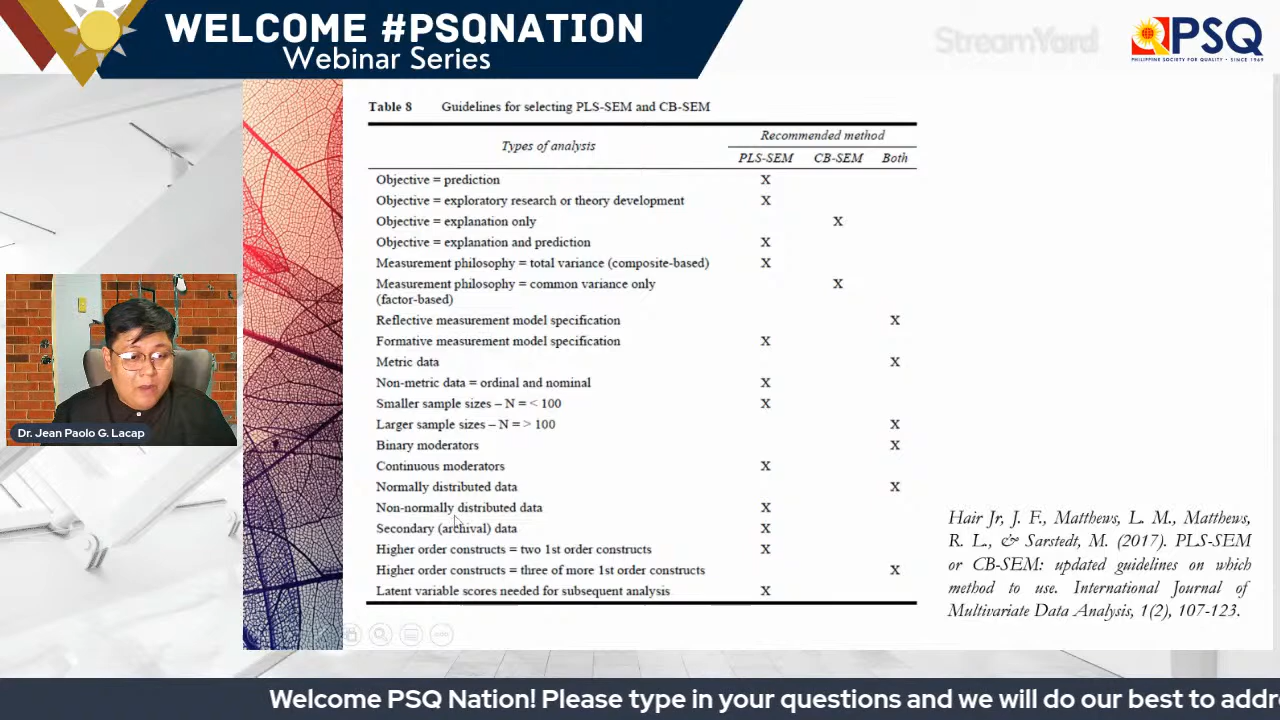 WELCOME #PSQNATION
Webinar Series
StreamYard
PSQ
PHILIPPINE SOCIETY FOR QUALITY • SINCE 1969
Table 8 Guidelines for selecting PLS-SEM and CB-SEM
Types of analysis
Recommended method
PLS-SEM CB-SEM Both
Objective = prediction X
Objective = exploratory research or theory development X
Objective = explanation only X
Objective = explanation and prediction X
Measurement philosophy = total variance (composite-based) X
Measurement philosophy = common variance only X
(factor-based)
Reflective measurement model specification X
Formative measurement model specification X
Metric data X
Non-metric data = ordinal and nominal X
Smaller sample sizes – N = < 100 X
Larger sample sizes – N = > 100 X
Binary moderators X
Continuous moderators X
Normally distributed data X
Non-normally distributed data X
Secondary (archival) data X
Higher order constructs = two 1st order constructs X
Higher order constructs = three of more 1st order constructs X
Latent variable scores needed for subsequent analysis X
Hair Jr, J. F., Matthews, L. M., Matthews,
R. L., & Sarstedt, M. (2017). PLS-SEM
or CB-SEM: updated guidelines on which
method to use. International Journal of
Multivariate Data Analysis, 1(2), 107-123.
Dr. Jean Paolo G. Lacap
Welcome PSQ Nation! Please type in your questions and we will do our best to addr